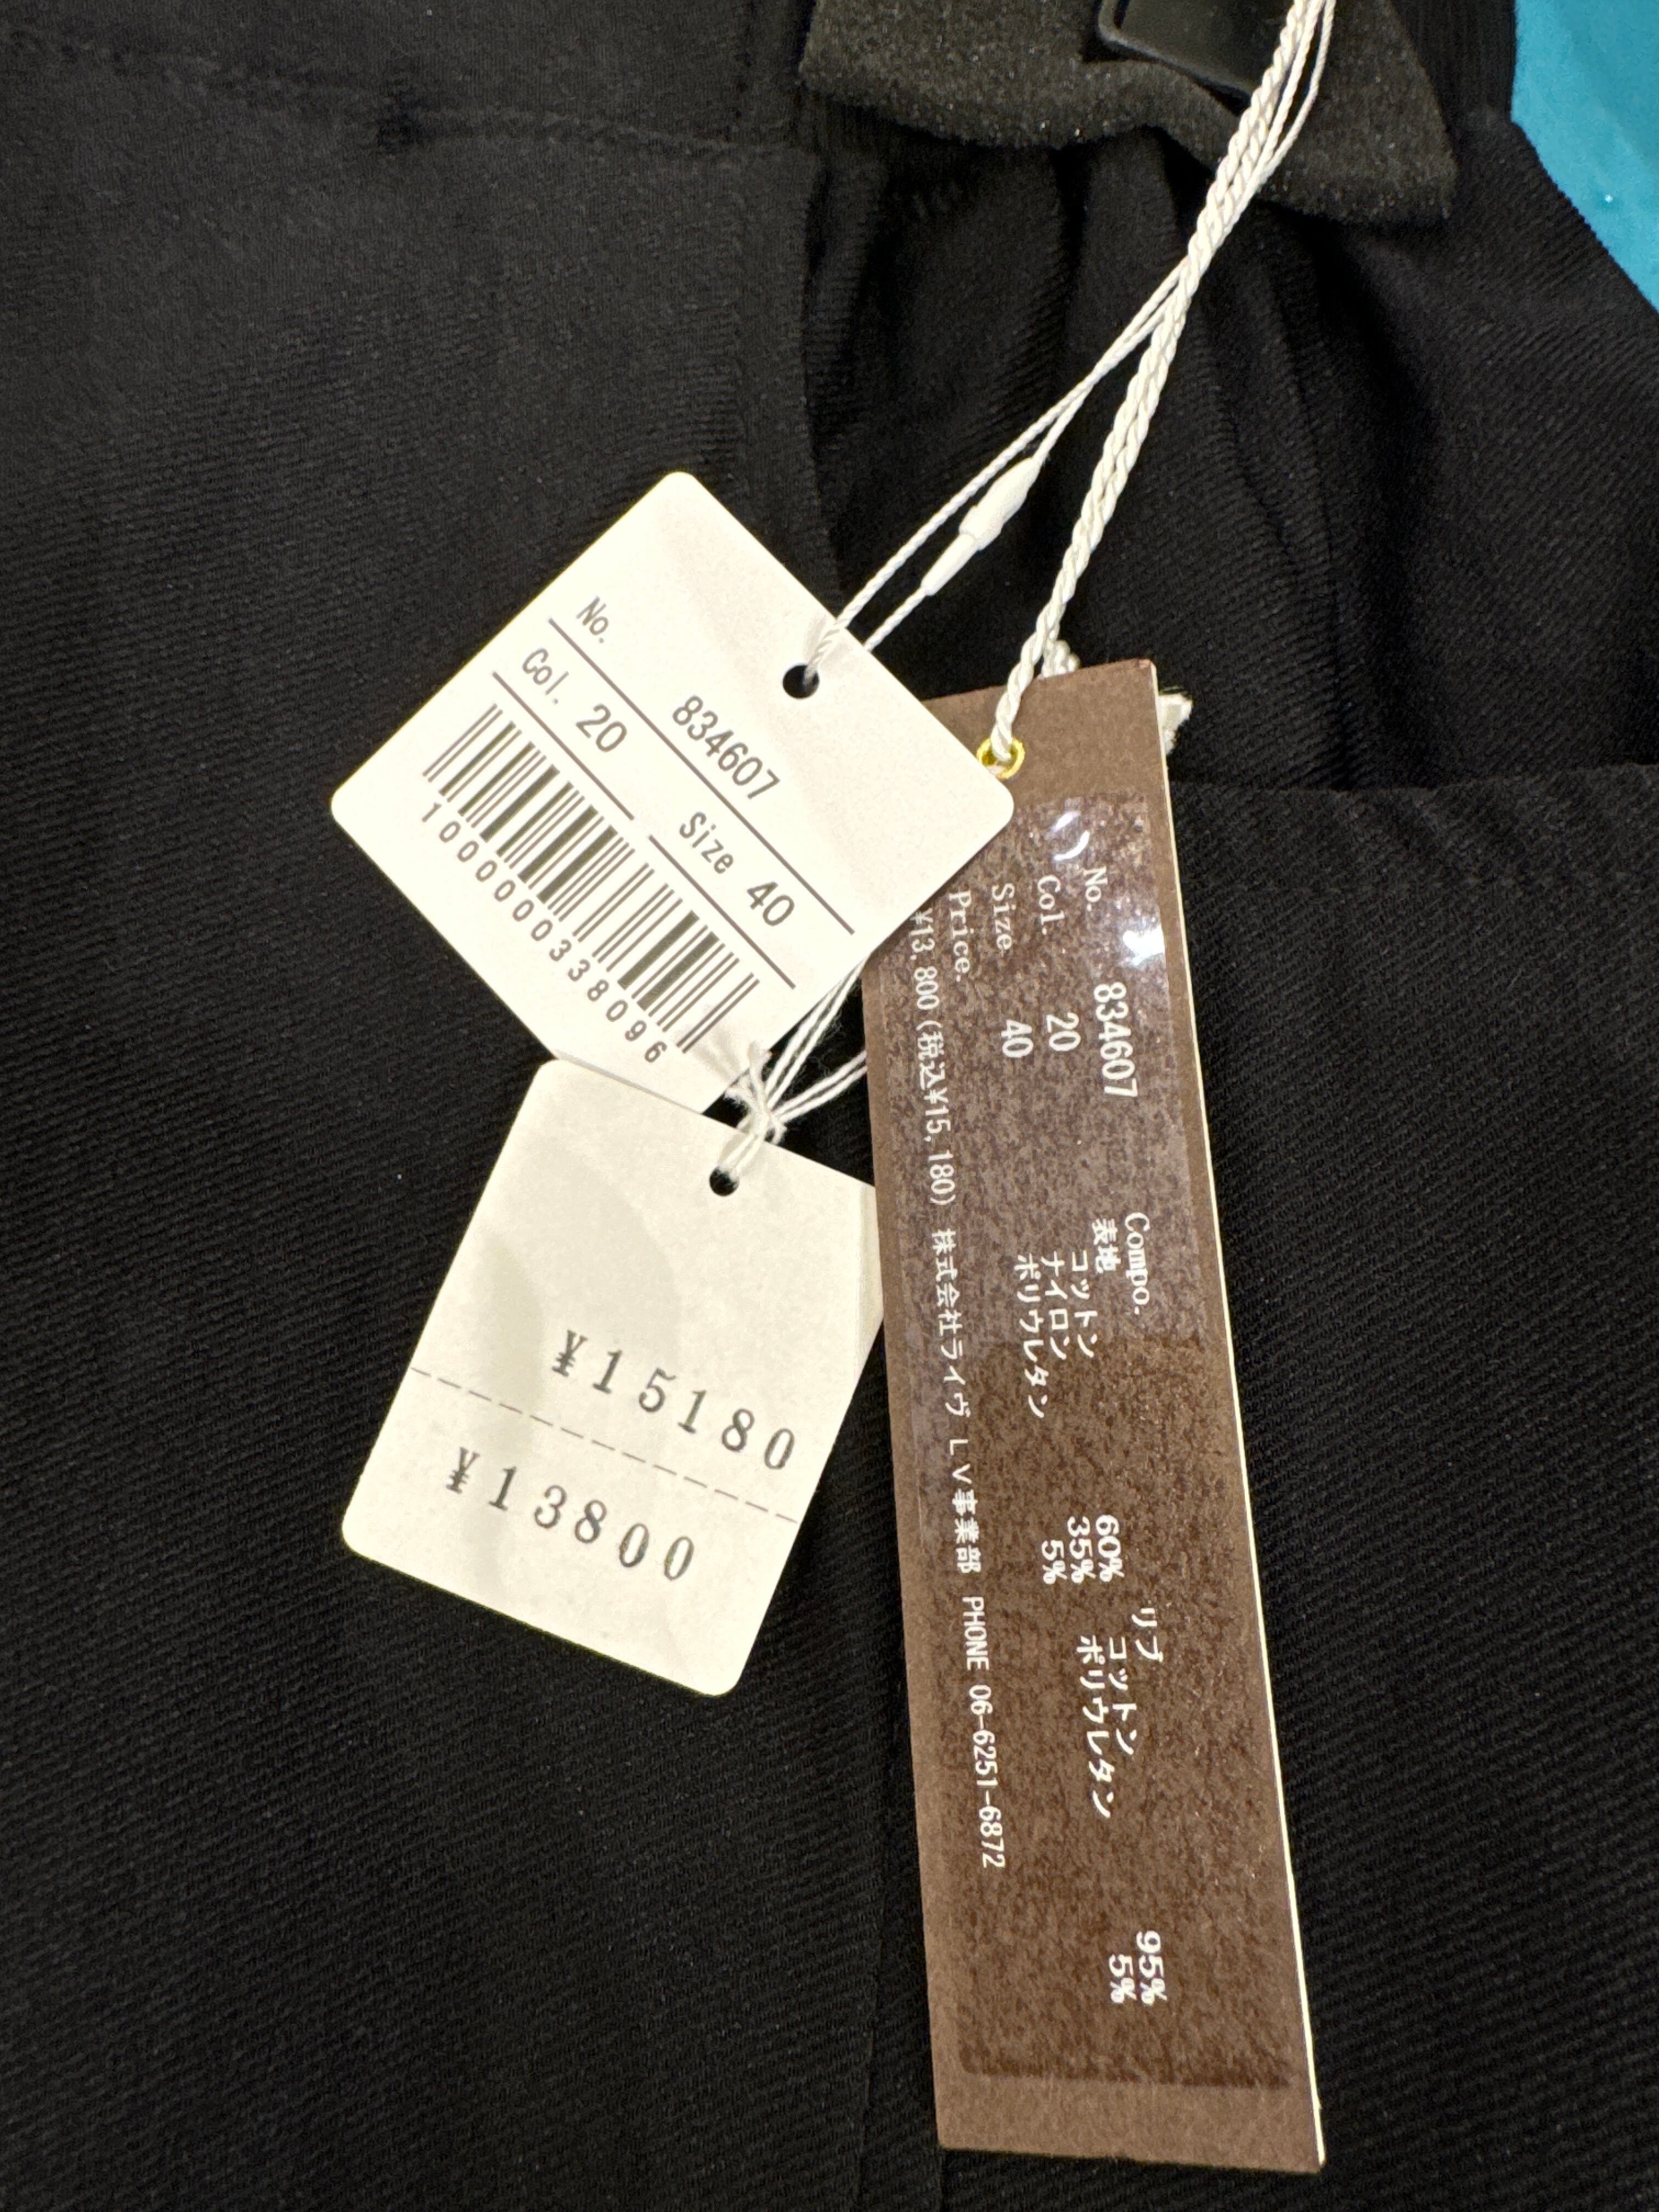 No. 834607
Col. 20 Size 40
1000000338096
¥15180
¥13800
No. 834607
Col. 20
Size 40
Price.
¥13,800(税込¥15,180) 株式会社ライヴ LV事業部 PHONE 06-6251-6872
Compo.
表地
コットン 60%
ナイロン 35%
ポリウレタン 5%
リブ
コットン 95%
ポリウレタン 5%